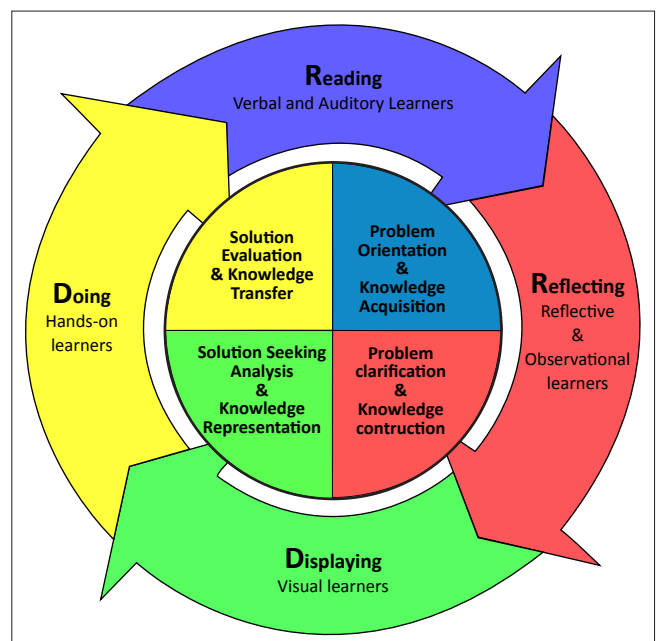 Reading
Verbal and Auditory Learners
Reflecting
Reflective
&
Observational
learners
Displaying
Visual learners
Doing
Hands-on
learners
Solution
Evaluation
& Knowledge
Transfer
Problem
Orientation
&
Knowledge
Acquisition
Solution Seeking
Analysis
&
Knowledge
Representation
Problem
clarification
&
Knowledge
contruction